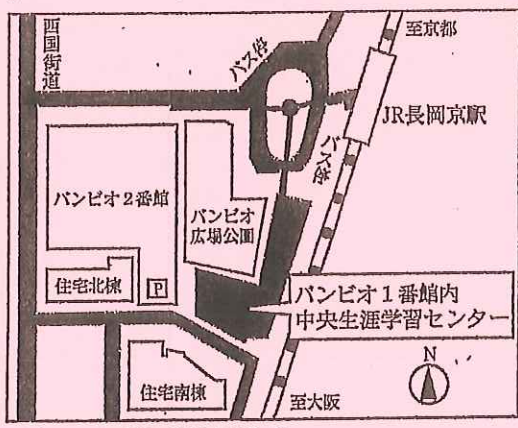 西国街道
バス停
至京都
JR長岡京駅
バス停
バンビオ2番館
バンビオ
広場公園
住宅北棟
P
バンビオ1番館内
中央生涯学習センター
住宅南棟
至大阪
N